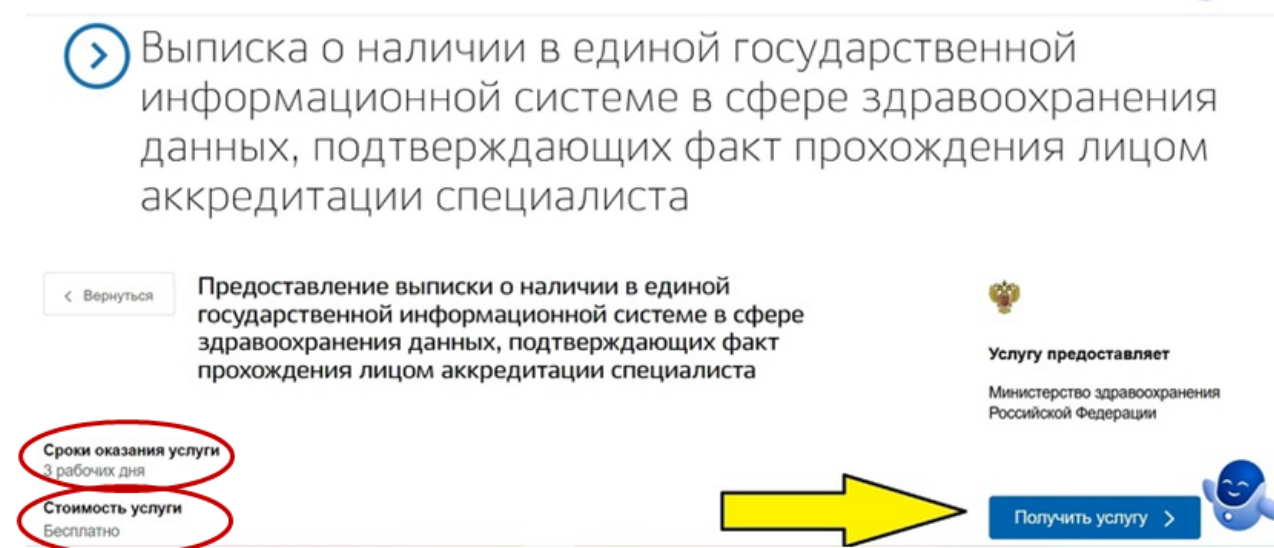 Выписка о наличии в единой государственной
информационной системе в сфере здравоохранения
данных, подтверждающих факт прохождения лицом
аккредитации специалиста
Вернуться
Предоставление выписки о наличии в единой
государственной информационной системе в сфере
здравоохранения данных, подтверждающих факт
прохождения лицом аккредитации специалиста
Услугу предоставляет
Министерство здравоохранения
Российской Федерации
Сроки оказания услуги
3 рабочих дня
Стоимость услуги
Бесплатно
Получить услугу